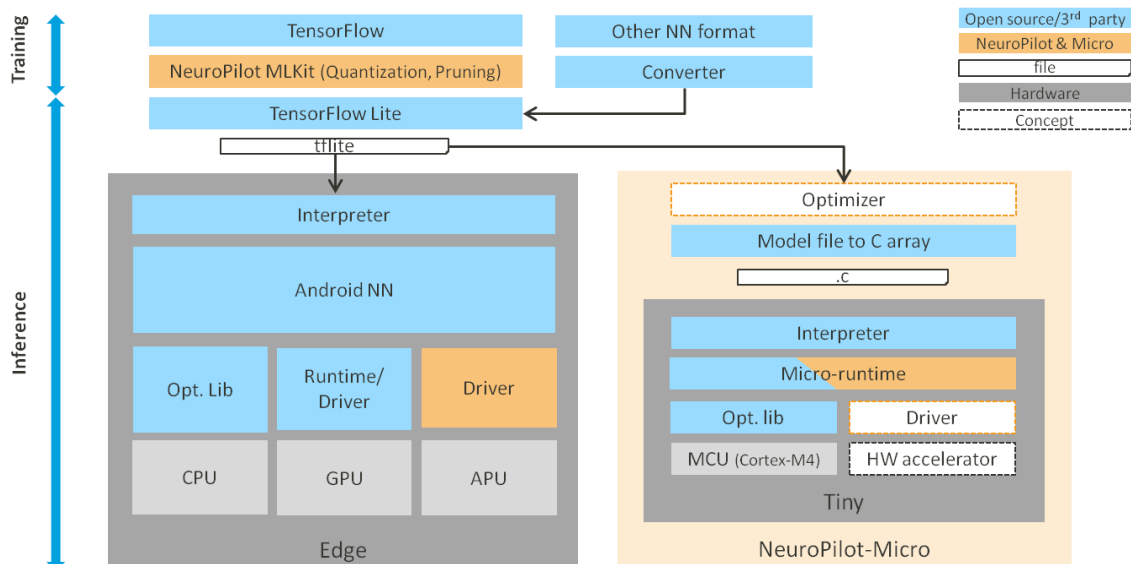 Training
TensorFlow
Other NN format
NeuroPilot MLKit (Quantization, Pruning)
Converter
TensorFlow Lite
tflite
Open source/3rd party
NeuroPilot & Micro
file
Hardware
Concept
Inference
Interpreter
Android NN
Opt. Lib
Runtime/
Driver
Driver
CPU
GPU
APU
Edge
Optimizer
Model file to C array
.c
Interpreter
Micro-runtime
Opt. lib
Driver
MCU (Cortex-M4)
HW accelerator
Tiny
NeuroPilot-Micro